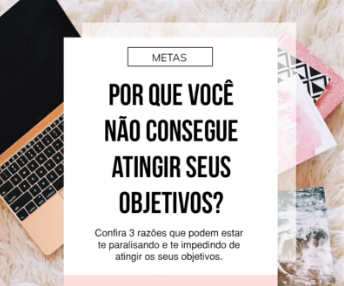 METAS
POR QUE VOCÊ
NÃO CONSEGUE
ATINGIR SEUS
OBJETIVOS?
Confira 3 razões que podem estar
te paralisando e te impedindo de
atingir os seus objetivos.